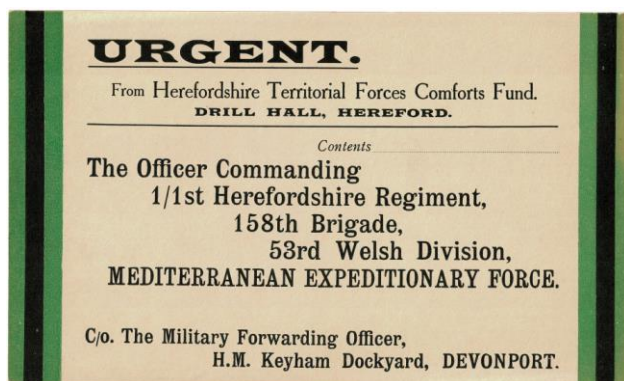 URGENT.
From Herefordshire Territorial Forces Comforts Fund.
DRILL HALL, HEREFORD.
Contents
The Officer Commanding
1/1st Herefordshire Regiment,
158th Brigade,
53rd Welsh Division,
MEDITERRANEAN EXPEDITIONARY FORCE.
C/o. The Military Forwarding Officer,
H.M. Keyham Dockyard, DEVONPORT.